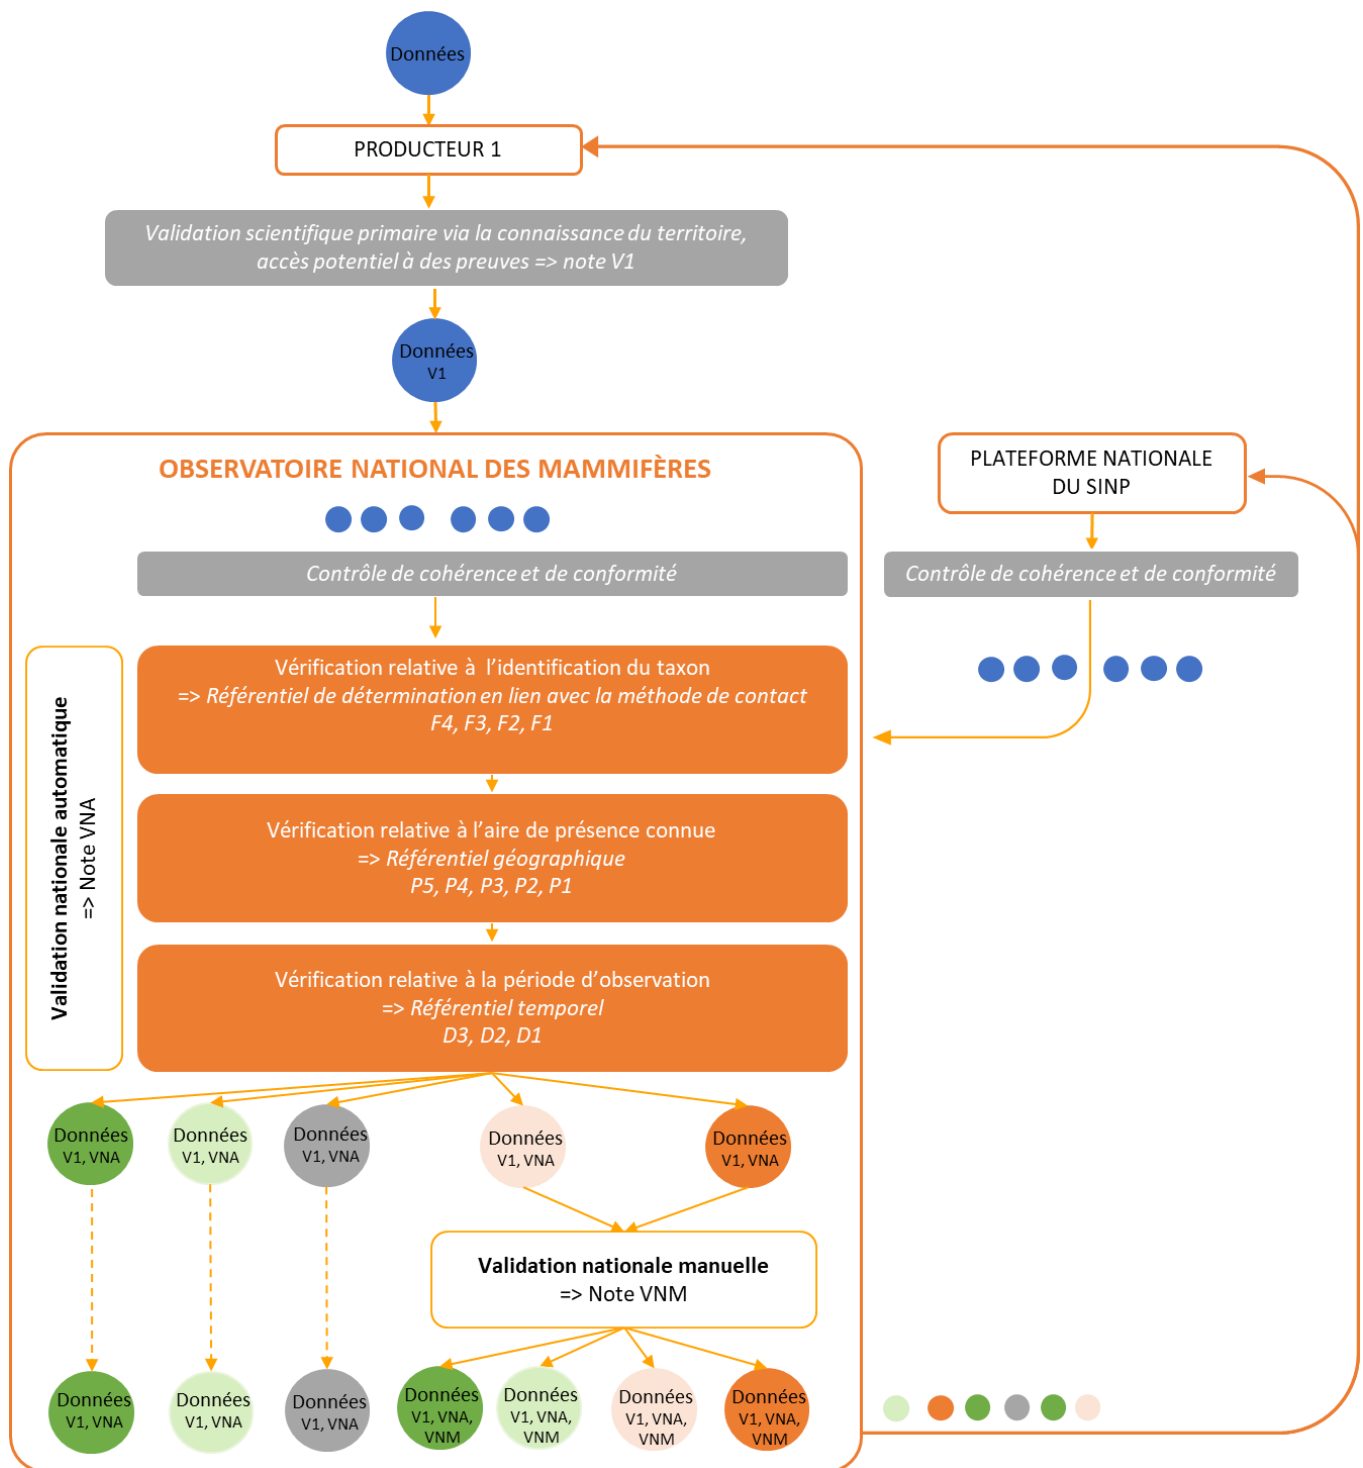 Données
PRODUCTEUR 1
Validation scientifique primaire via la connaissance du territoire,
accès potentiel à des preuves => note V1
Données
V1
OBSERVATOIRE NATIONAL DES MAMMIFÈRES
PLATEFORME NATIONALE
DU SINP
Contrôle de cohérence et de conformité
Contrôle de cohérence et de conformité
Validation nationale automatique
=> Note VNA
Vérification relative à l’identification du taxon
=> Référentiel de détermination en lien avec la méthode de contact
F4, F3, F2, F1
Vérification relative à l’aire de présence connue
=> Référentiel géographique
P5, P4, P3, P2, P1
Vérification relative à la période d’observation
=> Référentiel temporel
D3, D2, D1
Données
V1, VNA
Données
V1, VNA
Données
V1, VNA
Données
V1, VNA
Données
V1, VNA
Validation nationale manuelle
=> Note VNM
Données
V1, VNA
Données
V1, VNA
Données
V1, VNA
Données
V1, VNA,
VNM
Données
V1, VNA,
VNM
Données
V1, VNA,
VNM
Données
V1, VNA,
VNM